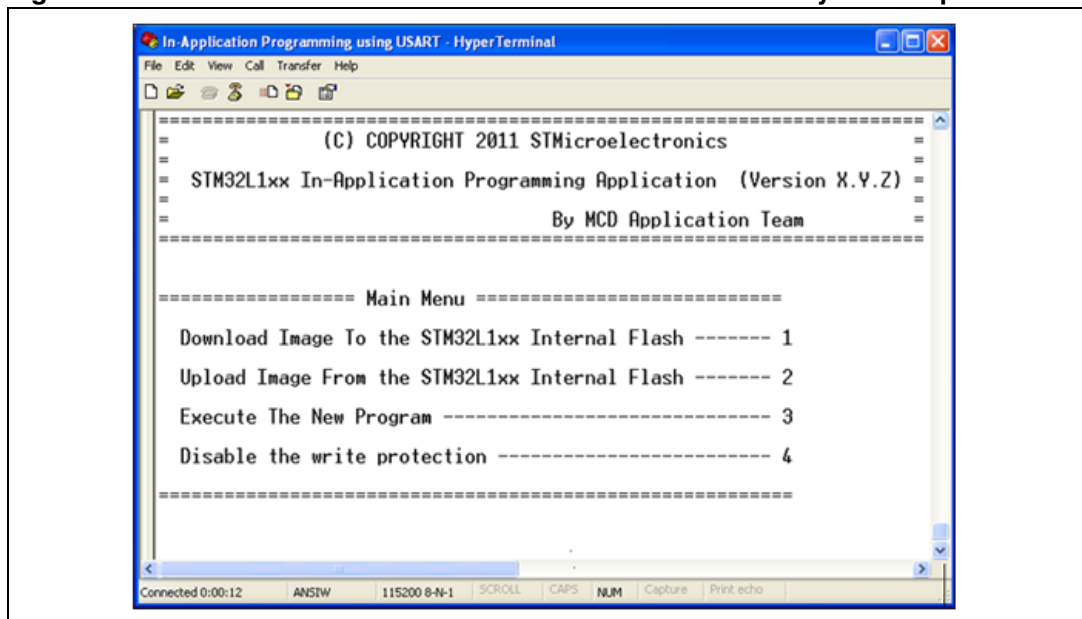 In-Application Programming using USART - HyperTerminal
File Edit View Call Transfer Help
======================================================================
= (C) COPYRIGHT 2011 STMicroelectronics =
= =
= STM32L1xx In-Application Programming Application (Version X.Y.Z) =
= =
= By MCD Application Team =
======================================================================
================== Main Menu ============================
Download Image To the STM32L1xx Internal Flash ------- 1
Upload Image From the STM32L1xx Internal Flash ------- 2
Execute The New Program ------------------------------ 3
Disable the write protection ------------------------- 4
==========================================================
Connected 0:00:12 ANSIW 115200 8-N-1 SCROLL CAPS NUM Capture Print echo